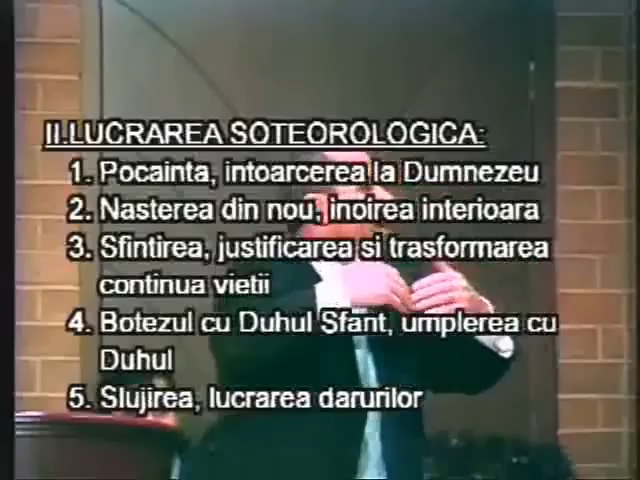 II.LUCRAREA SOTEOROLOGICA:
1. Pocainta, intoarcerea la Dumnezeu
2. Nasterea din nou, inoirea interioara
3. Sfintirea, justificarea si trasformarea
continua vietii
4. Botezul cu Duhul Sfant, umplerea cu
Duhul
5. Slujirea, lucrarea darurilor